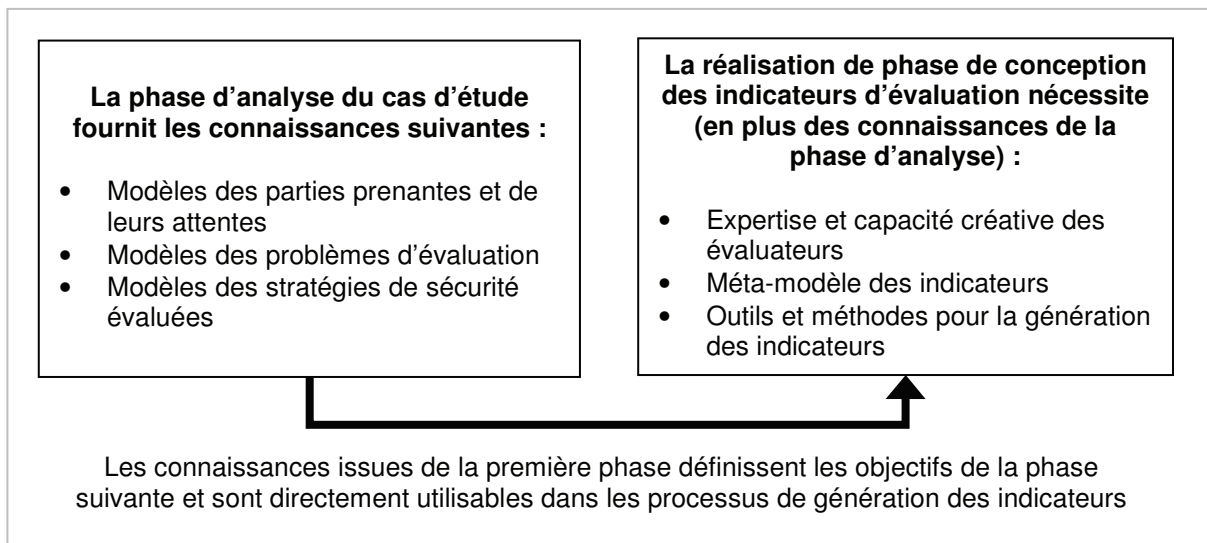 La phase d’analyse du cas d’étude
fournit les connaissances suivantes :
• Modèles des parties prenantes et de
leurs attentes
• Modèles des problèmes d’évaluation
• Modèles des stratégies de sécurité
évaluées
La réalisation de phase de conception
des indicateurs d’évaluation nécessite
(en plus des connaissances de la
phase d’analyse) :
• Expertise et capacité créative des
évaluateurs
• Méta-modèle des indicateurs
• Outils et méthodes pour la génération
des indicateurs
Les connaissances issues de la première phase définissent les objectifs de la phase
suivante et sont directement utilisables dans les processus de génération des indicateurs